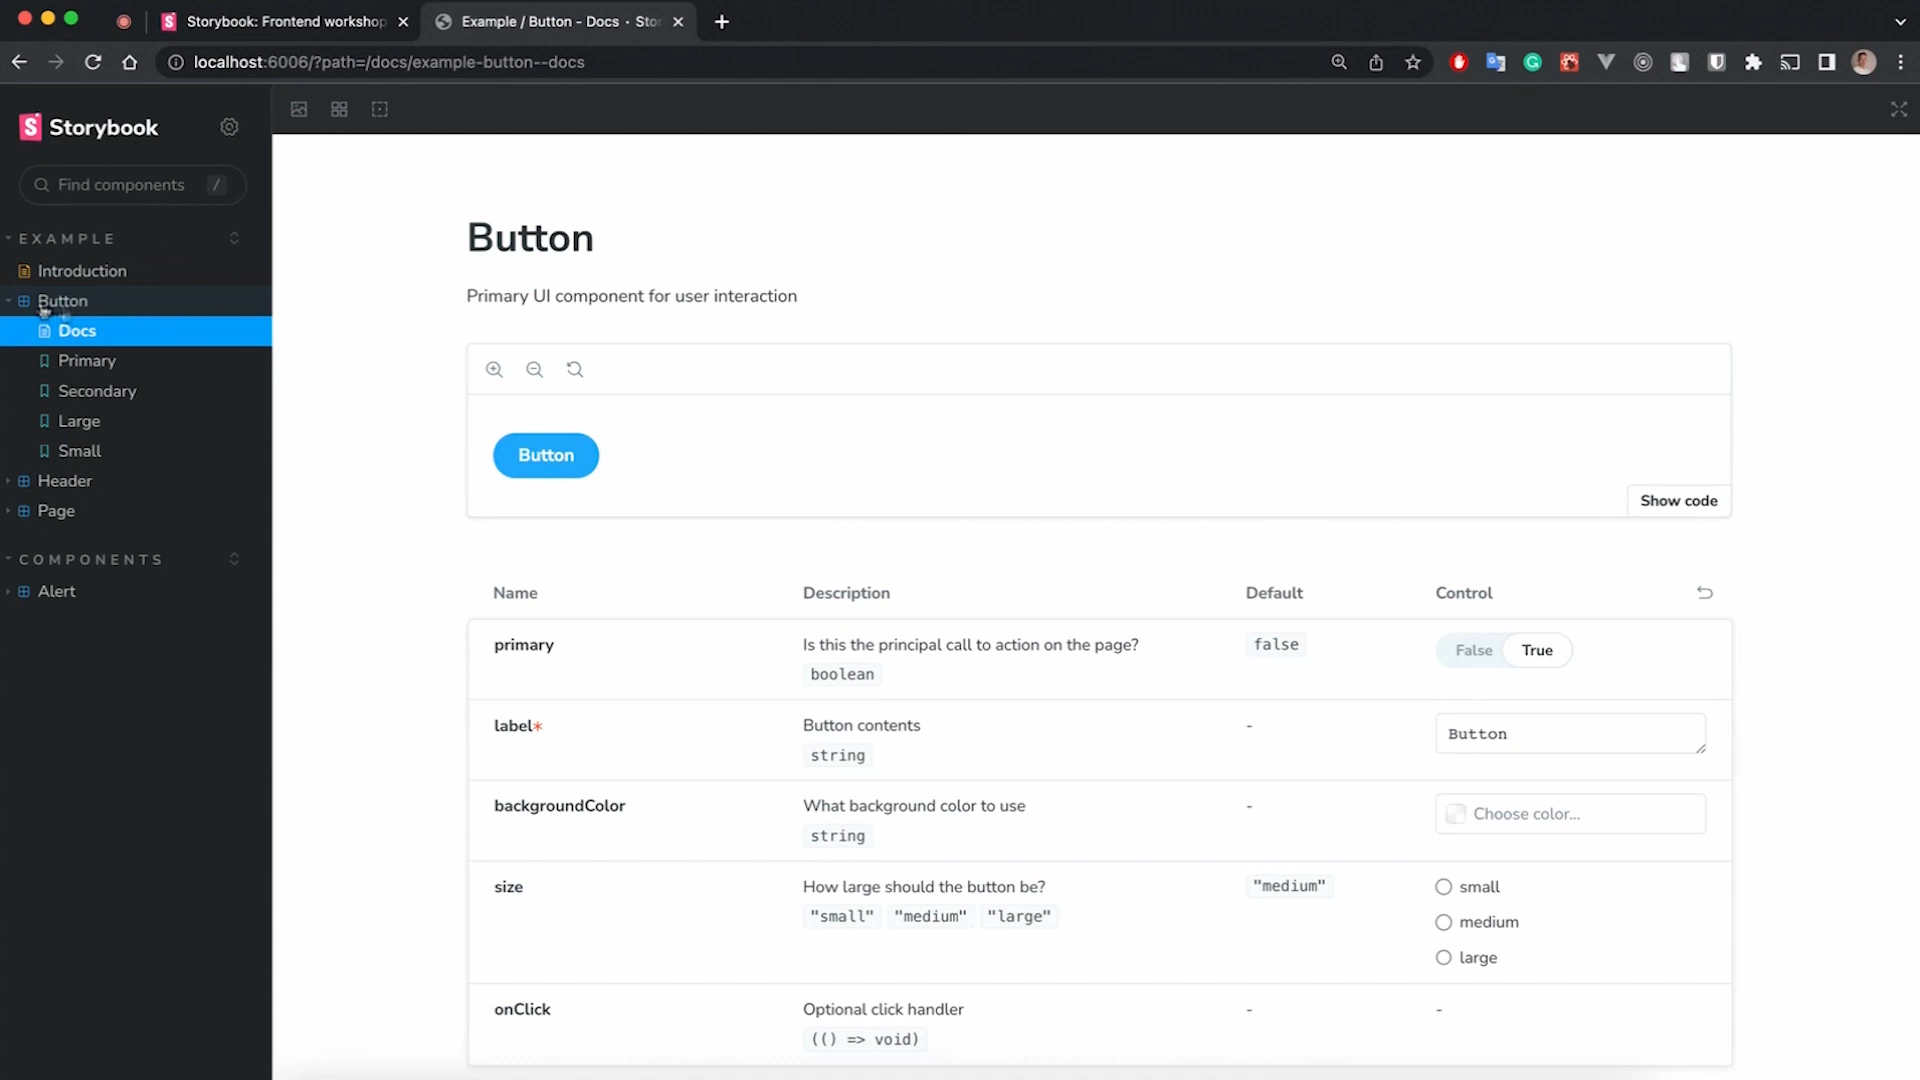 Storybook: Frontend workshop
Example / Button - Docs · Sto
localhost:6006/?path=/docs/example-button--docs
Storybook
Find components /
EXAMPLE
Introduction
Button
Docs
Primary
Secondary
Large
Small
Header
Page
COMPONENTS
Alert
Button
Primary UI component for user interaction
Button
Show code
Name Description Default Control
primary Is this the principal call to action on the page? false False True
boolean
label* Button contents - Button
string
backgroundColor What background color to use - Choose color...
string
size How large should the button be? "medium" small
"small" "medium" "large" medium
large
onClick Optional click handler - -
(() => void)